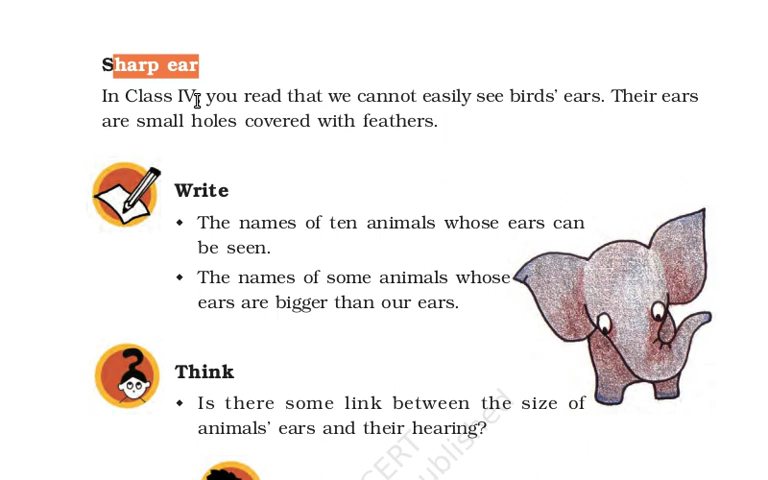 Sharp ear
In Class IV, you read that we cannot easily see birds' ears. Their ears
are small holes covered with feathers.
Write
⬥ The names of ten animals whose ears can
be seen.
⬥ The names of some animals whose
ears are bigger than our ears.
Think
⬥ Is there some link between the size of
animals' ears and their hearing?